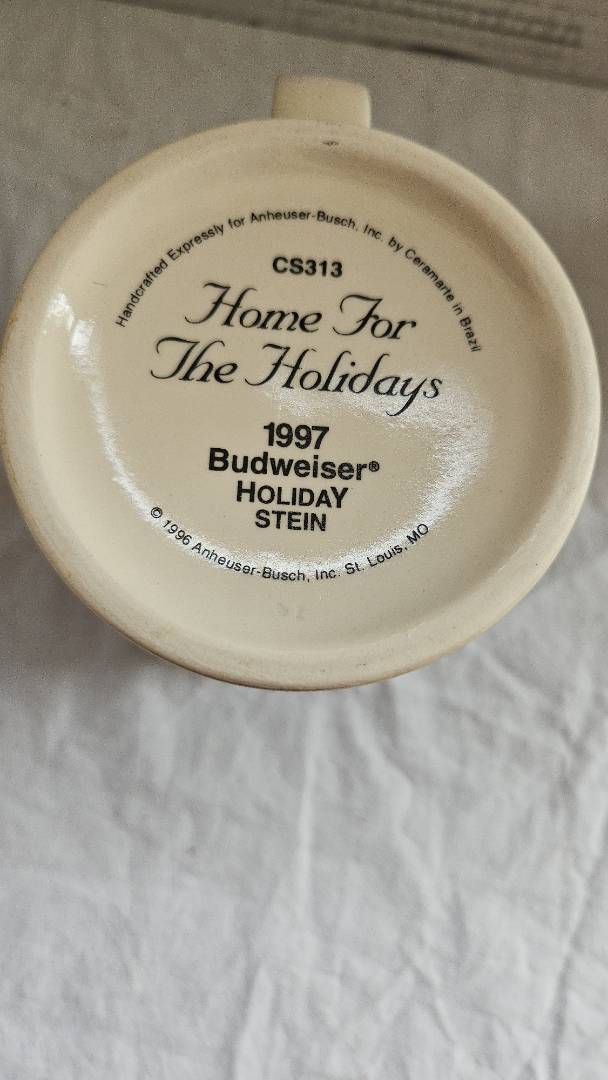 Handcrafted Expressly for Anheuser-Busch, Inc. by Ceramarte in Brazil
CS313
Home For
The Holidays
1997
Budweiser®
HOLIDAY
STEIN
© 1996 Anheuser-Busch, Inc. St. Louis, MO